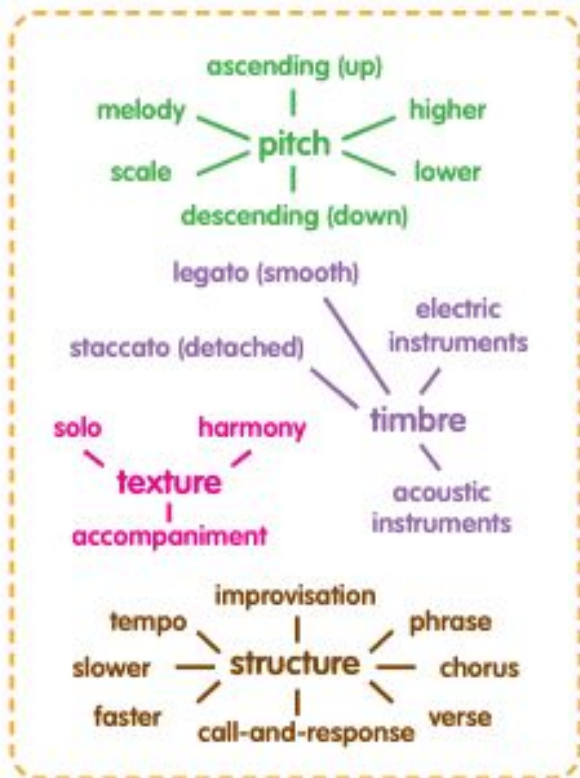 ascending (up)
melody
higher
pitch
scale
lower
descending (down)
legato (smooth)
electric
instruments
staccato (detached)
timbre
solo
harmony
texture
acoustic
instruments
accompaniment
improvisation
tempo
phrase
slower
structure
chorus
faster
call-and-response
verse